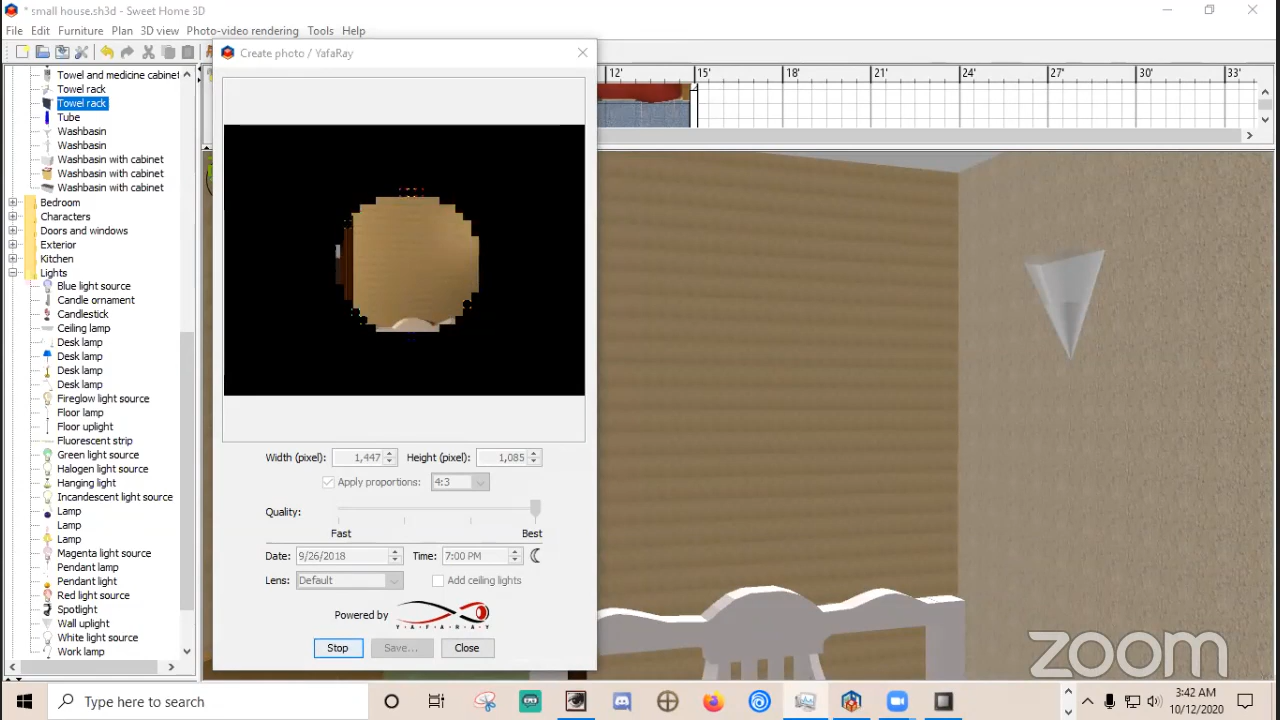 * small house.sh3d - Sweet Home 3D
File Edit Furniture Plan 3D view Photo-video rendering Tools Help
Create photo / YafaRay
12' 15' 18' 21' 24' 27' 30' 33'
Towel and medicine cabinet
Towel rack
Towel rack
Tube
Washbasin
Washbasin
Washbasin with cabinet
Washbasin with cabinet
Washbasin with cabinet
Bedroom
Characters
Doors and windows
Exterior
Kitchen
Lights
Blue light source
Candle ornament
Candlestick
Ceiling lamp
Desk lamp
Desk lamp
Desk lamp
Desk lamp
Fireglow light source
Floor lamp
Floor uplight
Fluorescent strip
Green light source
Halogen light source
Hanging light
Incandescent light source
Lamp
Lamp
Lamp
Magenta light source
Pendant lamp
Pendant light
Red light source
Spotlight
Wall uplight
White light source
Work lamp
Width (pixel): 1,447 Height (pixel): 1,085
Apply proportions: 4:3
Quality:
Fast Best
Date: 9/26/2018 Time: 7:00 PM
Lens: Default Add ceiling lights
Powered by YAFARAY
Stop Save... Close
zoom
Type here to search
3:42 AM
10/12/2020